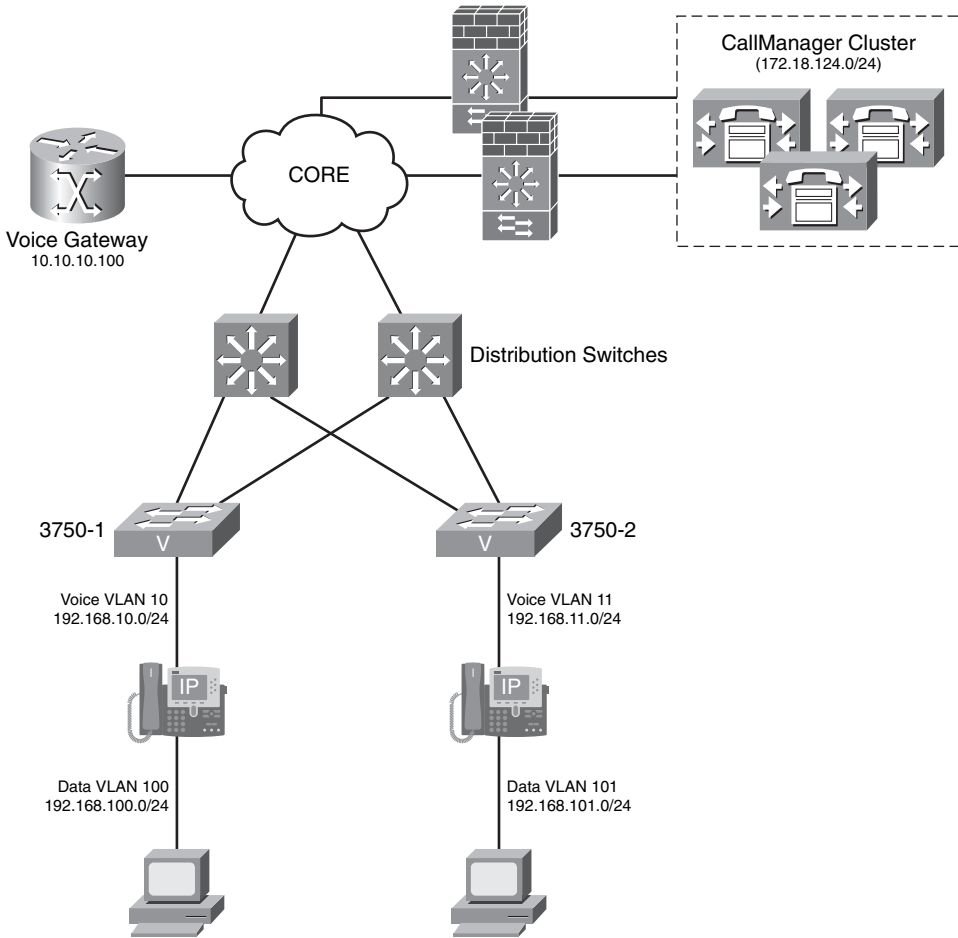 CallManager Cluster
(172.18.124.0/24)
CORE
Voice Gateway
10.10.10.100
Distribution Switches
3750-1
V
V
3750-2
Voice VLAN 10
192.168.10.0/24
Voice VLAN 11
192.168.11.0/24
IP
IP
Data VLAN 100
192.168.100.0/24
Data VLAN 101
192.168.101.0/24